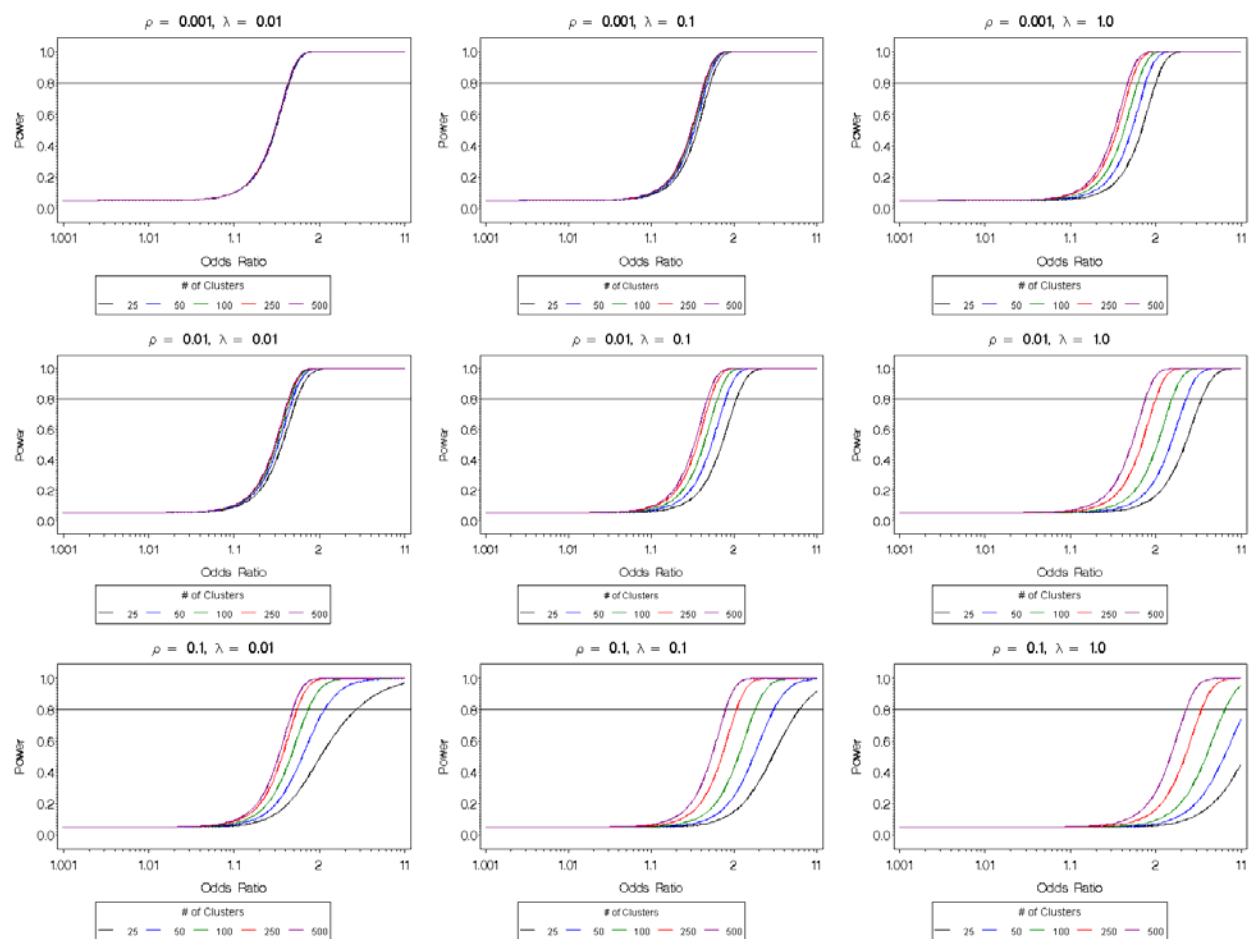 ρ = 0.001, λ = 0.01
1.0
0.8
0.6
0.4
0.2
0.0
Power
1.001 1.01 1.1 2 11
Odds Ratio
# of Clusters
25 50 100 250 500
ρ = 0.001, λ = 0.1
1.0
0.8
0.6
0.4
0.2
0.0
Power
1.001 1.01 1.1 2 11
Odds Ratio
# of Clusters
25 50 100 250 500
ρ = 0.001, λ = 1.0
1.0
0.8
0.6
0.4
0.2
0.0
Power
1.001 1.01 1.1 2 11
Odds Ratio
# of Clusters
25 50 100 250 500
ρ = 0.01, λ = 0.01
1.0
0.8
0.6
0.4
0.2
0.0
Power
1.001 1.01 1.1 2 11
Odds Ratio
# of Clusters
25 50 100 250 500
ρ = 0.01, λ = 0.1
1.0
0.8
0.6
0.4
0.2
0.0
Power
1.001 1.01 1.1 2 11
Odds Ratio
# of Clusters
25 50 100 250 500
ρ = 0.01, λ = 1.0
1.0
0.8
0.6
0.4
0.2
0.0
Power
1.001 1.01 1.1 2 11
Odds Ratio
# of Clusters
25 50 100 250 500
ρ = 0.1, λ = 0.01
1.0
0.8
0.6
0.4
0.2
0.0
Power
1.001 1.01 1.1 2 11
Odds Ratio
# of Clusters
25 50 100 250 500
ρ = 0.1, λ = 0.1
1.0
0.8
0.6
0.4
0.2
0.0
Power
1.001 1.01 1.1 2 11
Odds Ratio
# of Clusters
25 50 100 250 500
ρ = 0.1, λ = 1.0
1.0
0.8
0.6
0.4
0.2
0.0
Power
1.001 1.01 1.1 2 11
Odds Ratio
# of Clusters
25 50 100 250 500